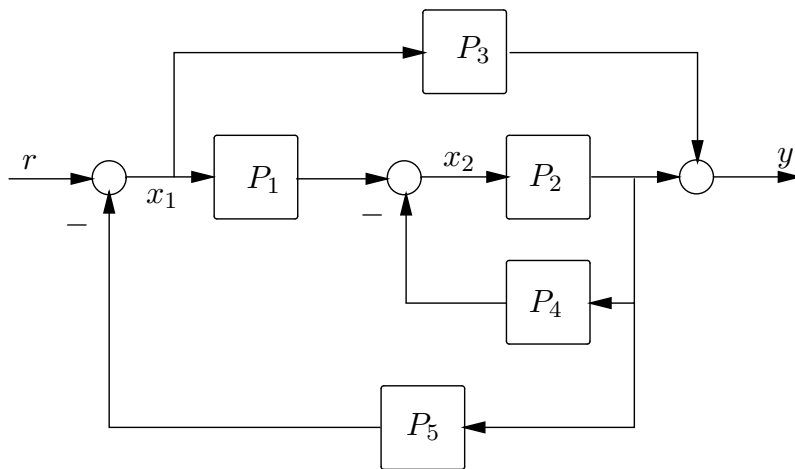 P₃
r
x₁
P₁
x₂
P₂
y
−
−
P₄
P₅